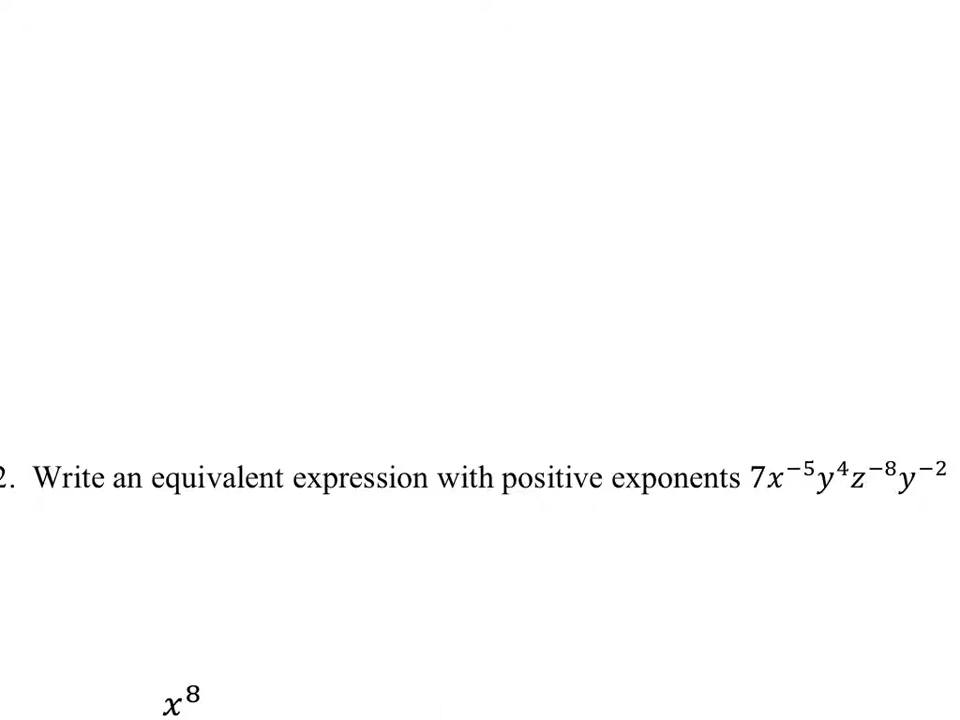 2. Write an equivalent expression with positive exponents 7x⁻⁵y⁴z⁻⁸y⁻²
x⁸